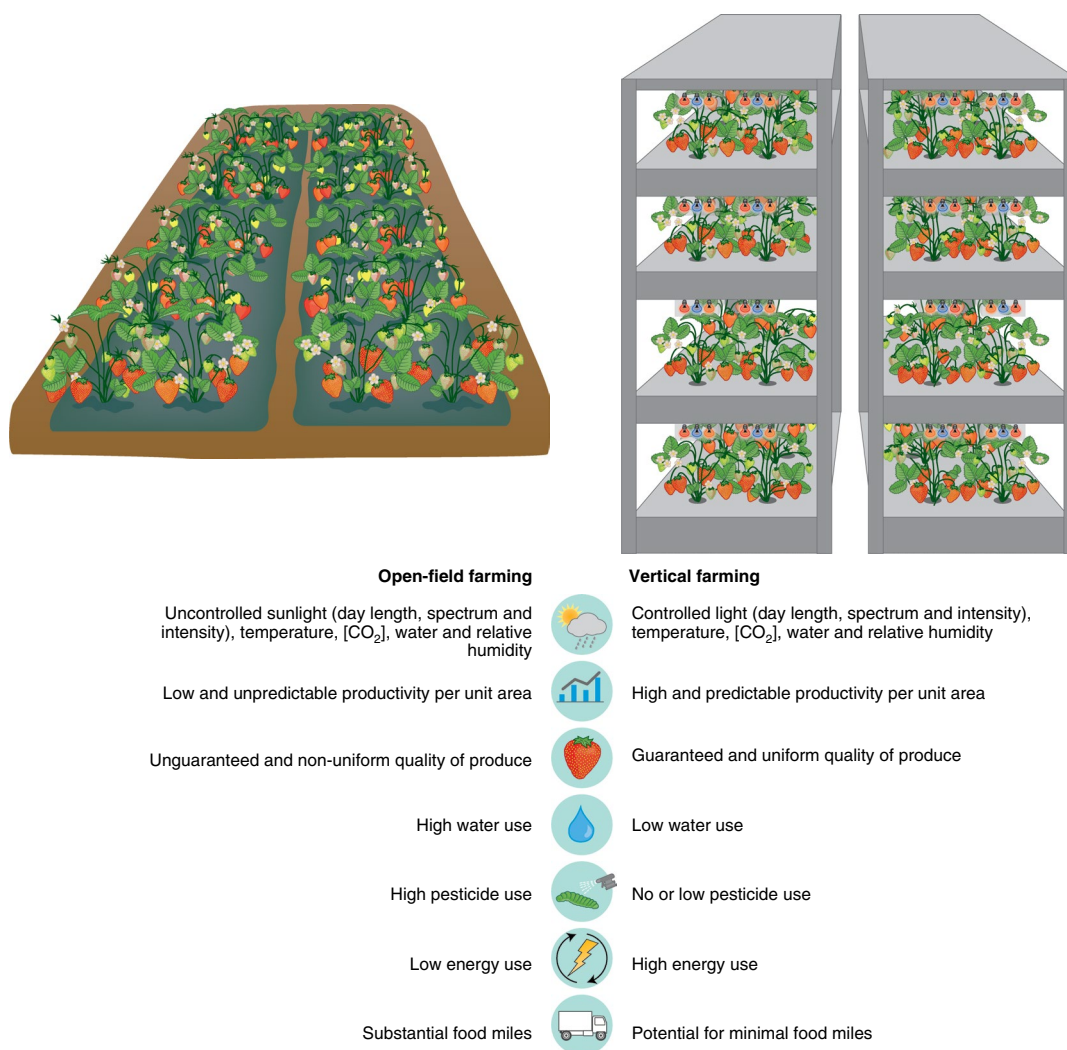 Open-field farming
Vertical farming
Uncontrolled sunlight (day length, spectrum and
intensity), temperature, [CO₂], water and relative
humidity
Controlled light (day length, spectrum and intensity),
temperature, [CO₂], water and relative humidity
Low and unpredictable productivity per unit area
High and predictable productivity per unit area
Unguaranteed and non-uniform quality of produce
Guaranteed and uniform quality of produce
High water use
Low water use
High pesticide use
No or low pesticide use
Low energy use
High energy use
Substantial food miles
Potential for minimal food miles